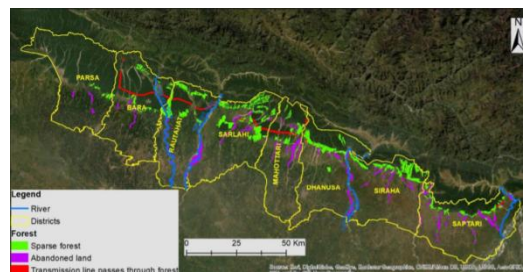 N
PARSA
BARA
RAUTAHAT
SARLAHI
MAHOTTARI
DHANUSA
SIRAHA
SAPTARI
Legend
River
Districts
Forest
Sparse forest
Abandoned land
Transmission line passes through forest
0 25 50 Km